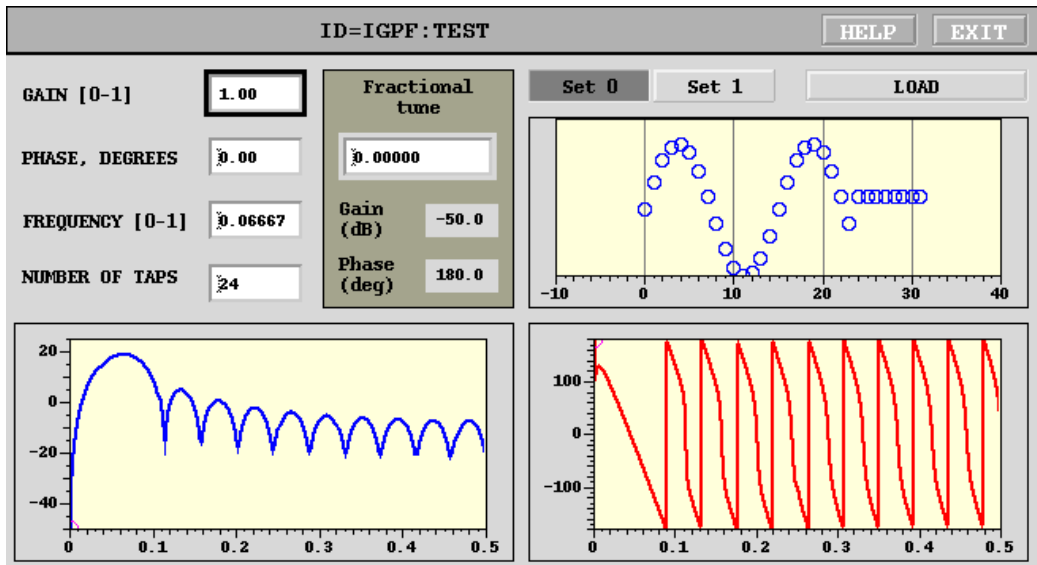 ID=IGPF:TEST
HELP
EXIT
GAIN [0-1]
1.00
PHASE, DEGREES
0.00
FREQUENCY [0-1]
0.06667
NUMBER OF TAPS
24
Fractional
tune
0.00000
Gain
(dB)
-50.0
Phase
(deg)
180.0
Set 0
Set 1
LOAD
-10
0
10
20
30
40
20
0
-20
-40
0
0.1
0.2
0.3
0.4
0.5
100
0
-100
0
0.1
0.2
0.3
0.4
0.5